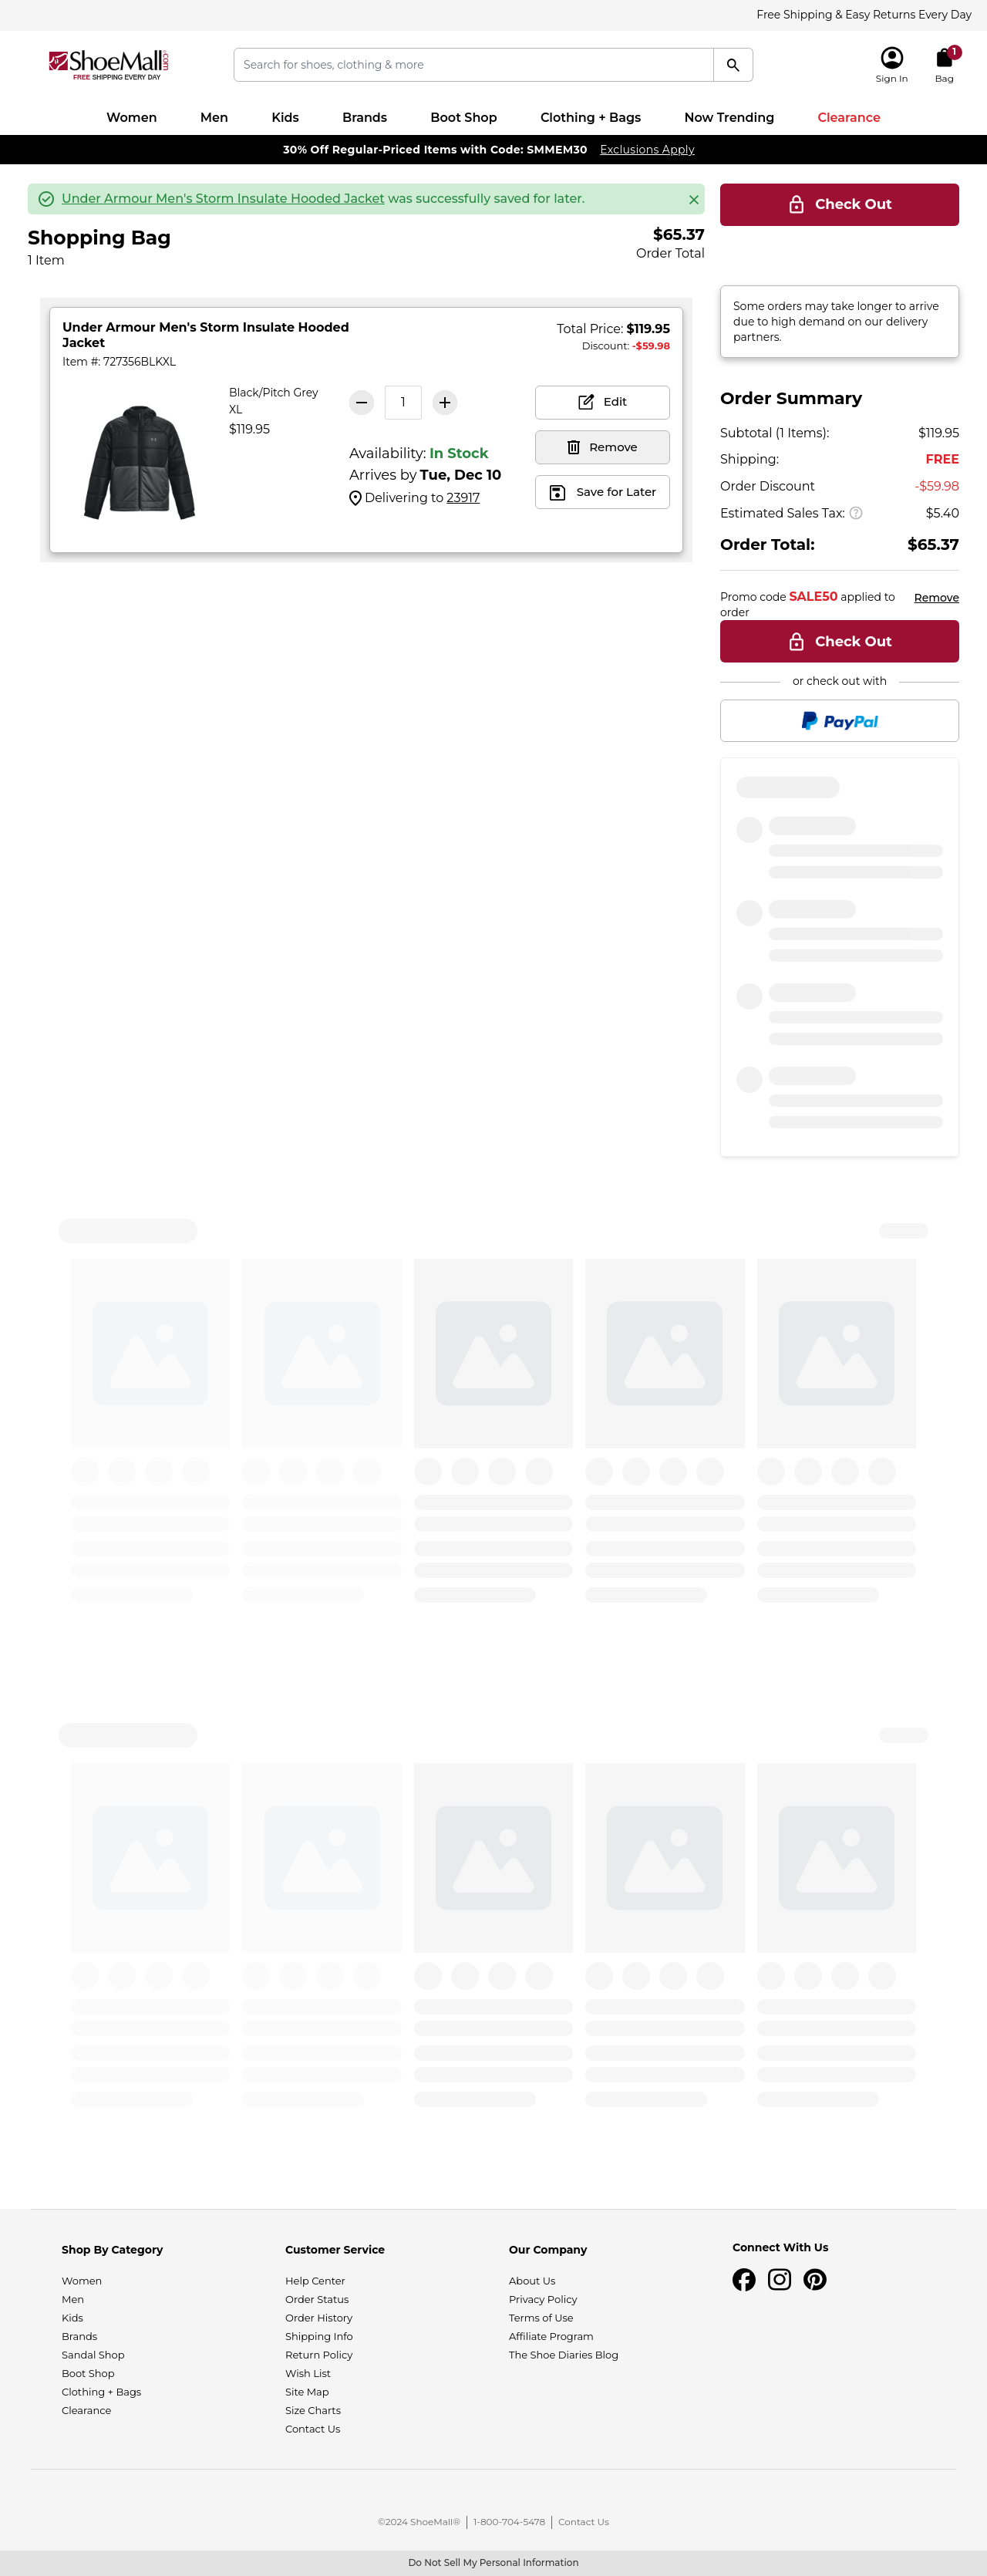 Free Shipping & Easy Returns Every Day
ShoeMall.com
FREE SHIPPING EVERY DAY
Search for shoes, clothing & more
Sign In
1
Bag
Women
Men
Kids
Brands
Boot Shop
Clothing + Bags
Now Trending
Clearance
30% Off Regular-Priced Items with Code: SMMEM30 Exclusions Apply
Under Armour Men's Storm Insulate Hooded Jacket was successfully saved for later.
Shopping Bag
1 Item
$65.37
Order Total
Under Armour Men's Storm Insulate Hooded
Jacket
Item #: 727356BLKXL
Total Price: $119.95
Discount: -$59.98
Black/Pitch Grey
XL
$119.95
1
Availability: In Stock
Arrives by Tue, Dec 10
Delivering to 23917
Edit
Remove
Save for Later
Check Out
Some orders may take longer to arrive
due to high demand on our delivery
partners.
Order Summary
Subtotal (1 Items): $119.95
Shipping: FREE
Order Discount -$59.98
Estimated Sales Tax: ? $5.40
Order Total: $65.37
Promo code SALE50 applied to
order
Remove
Check Out
or check out with
PayPal
Shop By Category
Women
Men
Kids
Brands
Sandal Shop
Boot Shop
Clothing + Bags
Clearance
Customer Service
Help Center
Order Status
Order History
Shipping Info
Return Policy
Wish List
Site Map
Size Charts
Contact Us
Our Company
About Us
Privacy Policy
Terms of Use
Affiliate Program
The Shoe Diaries Blog
Connect With Us
©2024 ShoeMall® | 1-800-704-5478 | Contact Us
Do Not Sell My Personal Information